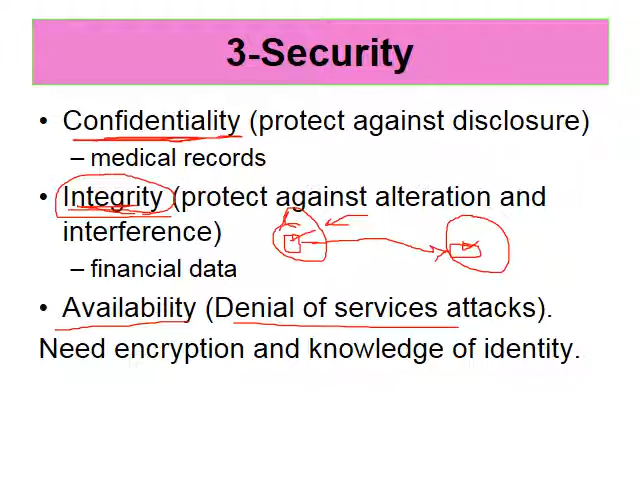 3-Security
• Confidentiality (protect against disclosure)
– medical records
• Integrity (protect against alteration and
interference)
– financial data
• Availability (Denial of services attacks).
Need encryption and knowledge of identity.